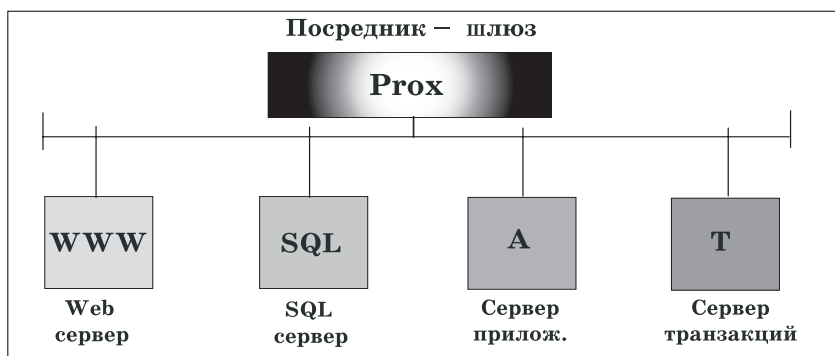 Посредник – шлюз
Prox
WWW
SQL
А
Т
Web
сервер
SQL
сервер
Сервер
прилож.
Сервер
транзакций